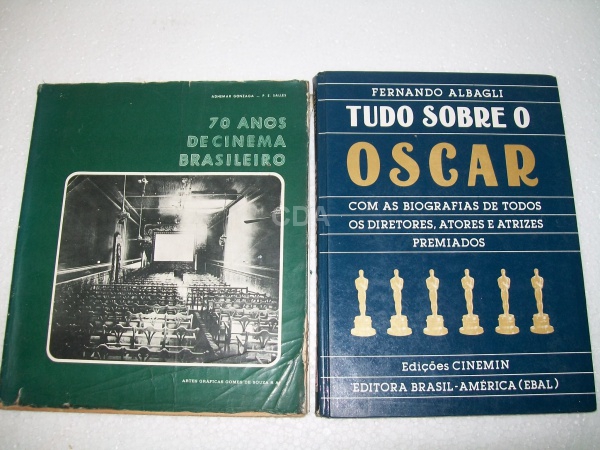 ADHEMAR GONZAGA — P. E. SALLES
70 ANOS
DE CINEMA
BRASILEIRO
CDA
ARTES GRÁFICAS GOMES DE SOUZA S.A.
FERNANDO ALBAGLI
TUDO SOBRE O
OSCAR
COM AS BIOGRAFIAS DE TODOS
OS DIRETORES, ATORES E ATRIZES
PREMIADOS
Edições CINEMIN
EDITORA BRASIL-AMÉRICA (EBAL)